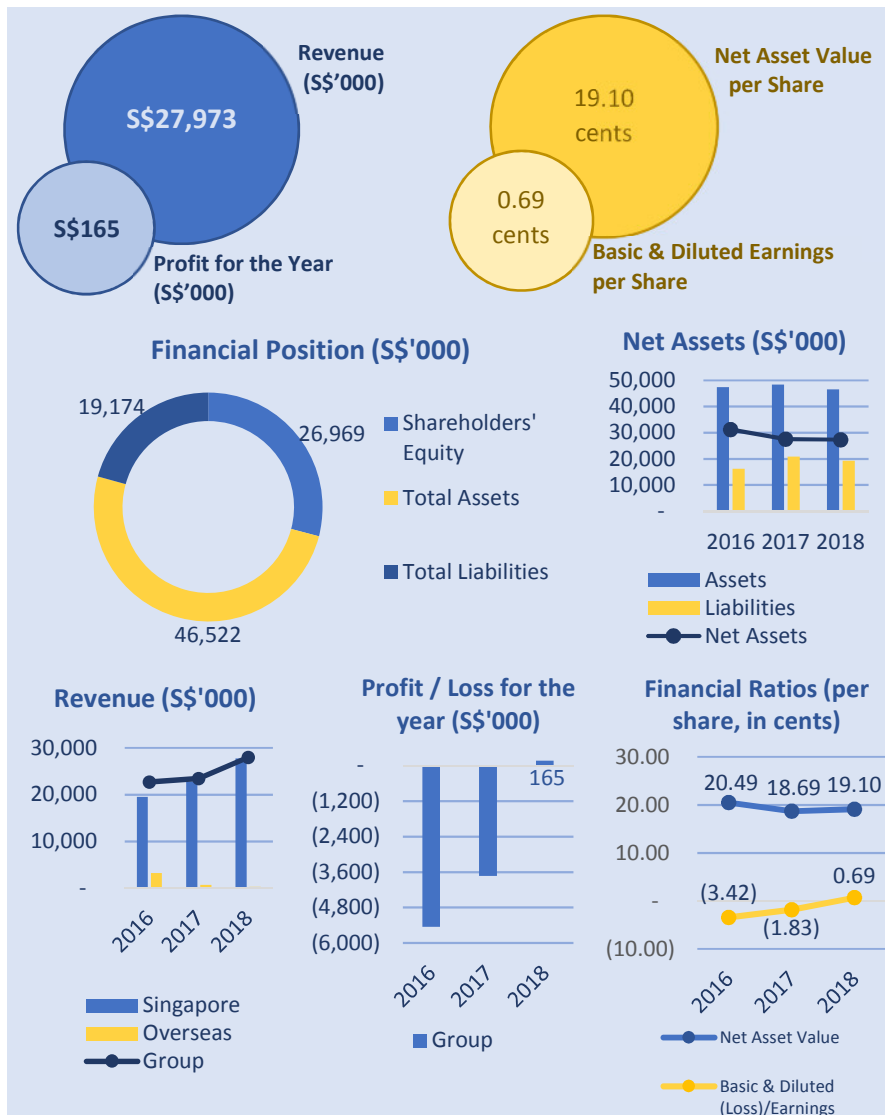 Revenue
(S$'000)
S$27,973
S$165
Profit for the Year
(S$'000)
Net Asset Value
per Share
19.10
cents
0.69
cents
Basic & Diluted Earnings
per Share
Financial Position (S$'000)
19,174
26,969
46,522
Shareholders'
Equity
Total Assets
Total Liabilities
Net Assets (S$'000)
50,000
40,000
30,000
20,000
10,000
-
2016 2017 2018
Assets
Liabilities
Net Assets
Revenue (S$'000)
30,000
20,000
10,000
-
2016
2017
2018
Singapore
Overseas
Group
Profit / Loss for the
year (S$'000)
-
165
(1,200)
(2,400)
(3,600)
(4,800)
(6,000)
2016
2017
2018
Group
Financial Ratios (per
share, in cents)
30.00
20.00
10.00
-
(10.00)
20.49
18.69
19.10
(3.42)
(1.83)
0.69
2016
2017
2018
Net Asset Value
Basic & Diluted
(Loss)/Earnings